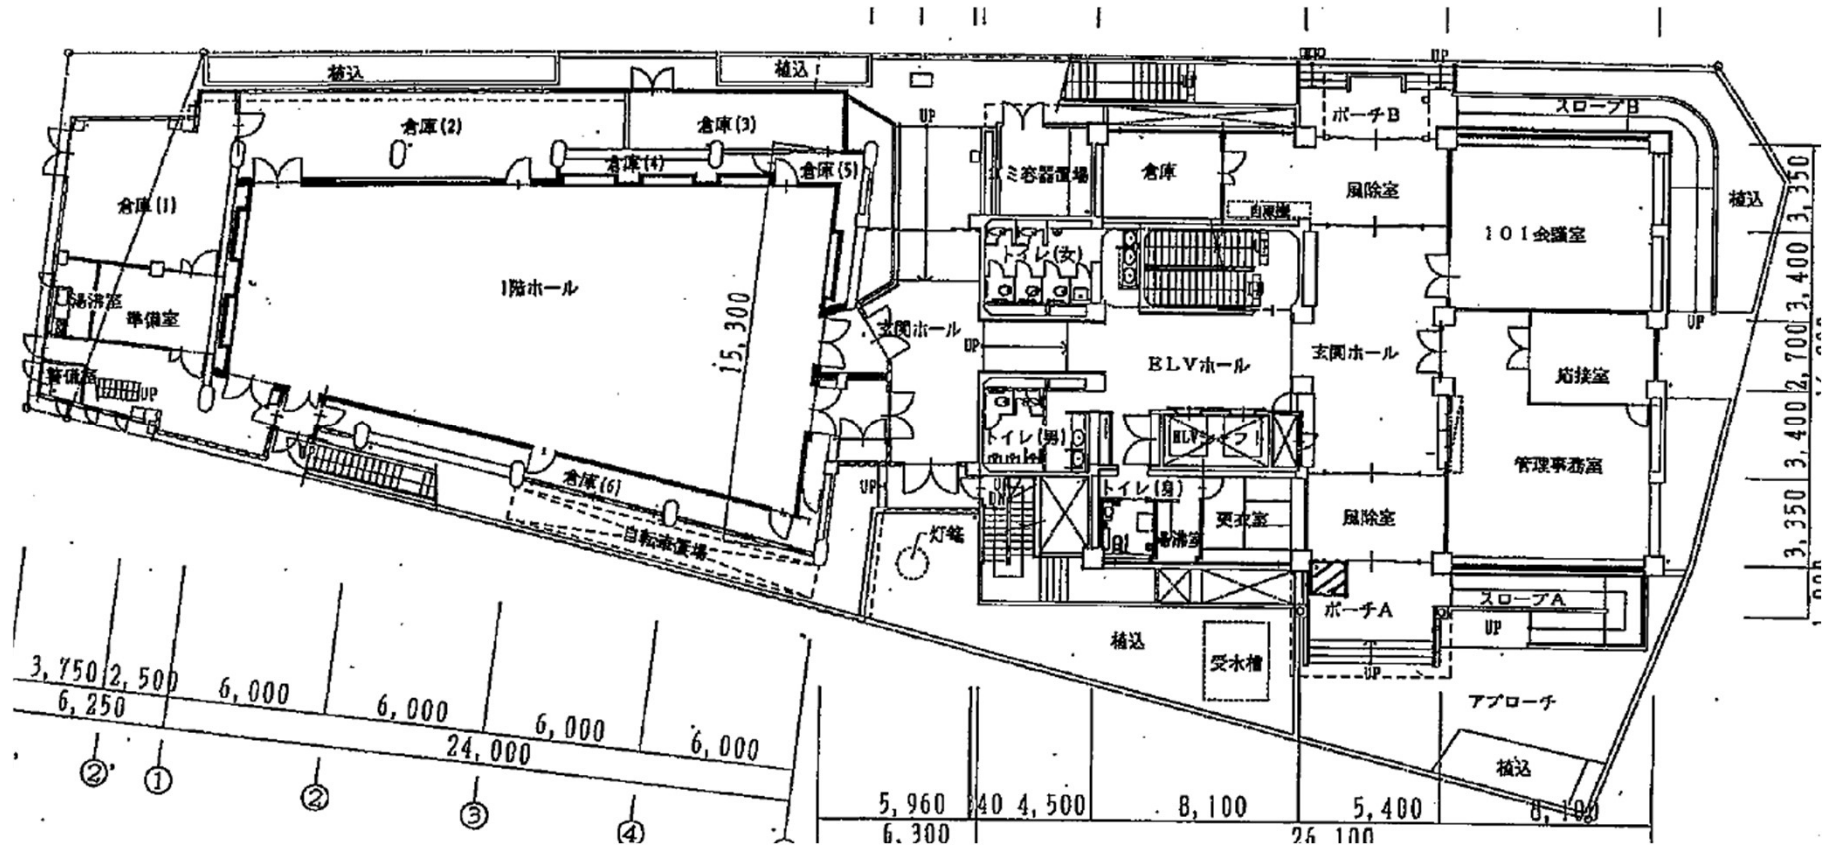 植込
植込
UP
UP
スロープB
ポーチB
倉庫(2)
倉庫(3)
倉庫(4)
倉庫(5)
ミ容器置場
倉庫
風除室
植込
倉庫(1)
101会議室
トイレ(女)
1階ホール
15,300
湯沸室
準備室
玄関ホール
UP
ELVホール
玄関ホール
UP
応接室
警備室
UP
トイレ(男)
ELVシャフト
管理事務室
倉庫(6)
UP
UP
DN
トイレ(身)
湯沸室
更衣室
風除室
自転車置場
灯篭
ポーチA
スロープA
UP
植込
受水槽
UP
アプローチ
植込
3,350
3,400
2,700
3,400
3,350
3,750
2,500
6,000
6,000
6,000
6,000
6,250
24,000
②'
①
②
③
④
5,960
40
4,500
8,100
5,400
8,100
6,300
26,100